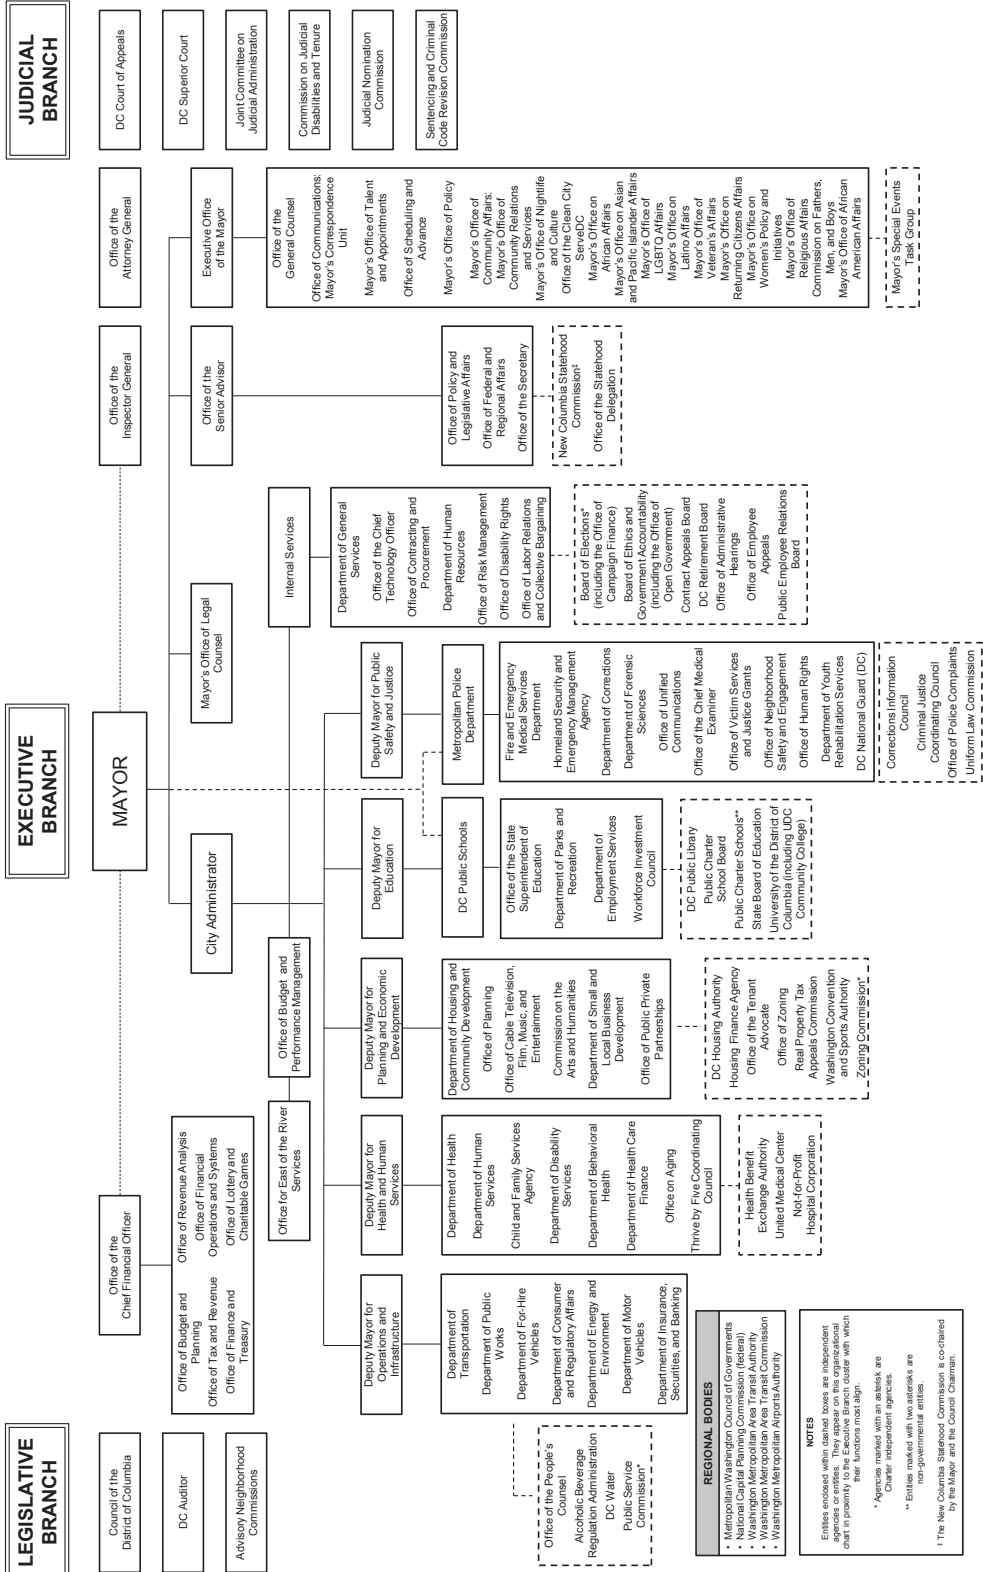 LEGISLATIVE
BRANCH
Council of the
District of Columbia
DC Auditor
Advisory Neighborhood
Commissions
EXECUTIVE
BRANCH
MAYOR
Office of the
Chief Financial Officer
Office of Budget and
Planning
Office of Tax and Revenue
Office of Finance and
Treasury
Office of Revenue Analysis
Office of Financial
Operations and Systems
Office of Lottery and
Charitable Games
City Administrator
Mayor's Office of Legal
Counsel
Office of the
Inspector General
Office of the
Attorney General
Office of the
Senior Advisor
Executive Office
of the Mayor
Office for East of the River
Services
Office of Budget and
Performance Management
Internal Services
Deputy Mayor for
Operations and
Infrastructure
Department of
Transportation
Department of Public
Works
Department of For-Hire
Vehicles
Department of Consumer
and Regulatory Affairs
Department of Energy and
Environment
Department of Motor
Vehicles
Department of Insurance,
Securities, and Banking
Office of the People's
Counsel
Alcoholic Beverage
Regulation Administration
DC Water
Public Service
Commission*
Deputy Mayor for
Health and Human
Services
Department of Health
Department of Human
Services
Child and Family Services
Agency
Department of Disability
Services
Department of Behavioral
Health
Department of Health Care
Finance
Office on Aging
Thrive by Five Coordinating
Council
Health Benefit
Exchange Authority
United Medical Center
Not-for-Profit
Hospital Corporation
Deputy Mayor for
Planning and Economic
Development
Department of Housing and
Community Development
Office of Planning
Office of Cable Television,
Film, Music, and
Entertainment
Commission on the
Arts and Humanities
Department of Small and
Local Business
Development
Office of Public Private
Partnerships
DC Housing Authority
Housing Finance Agency
Office of the Tenant
Advocate
Office of Zoning
Real Property Tax
Appeals Commission
Washington Convention
and Sports Authority
Zoning Commission*
Deputy Mayor for
Education
DC Public Schools
Office of the State
Superintendent of
Education
Department of Parks and
Recreation
Department of
Employment Services
Workforce Investment
Council
DC Public Library
Public Charter
School Board
Public Charter Schools**
State Board of Education
University of the District of
Columbia (including UDC
Community College)
Deputy Mayor for Public
Safety and Justice
Metropolitan Police
Department
Fire and Emergency
Medical Services
Department
Homeland Security and
Emergency Management
Agency
Department of Corrections
Department of Forensic
Sciences
Office of Unified
Communications
Office of the Chief Medical
Examiner
Office of Victim Services
and Justice Grants
Office of Neighborhood
Safety and Engagement
Office of Human Rights
Department of Youth
Rehabilitation Services
DC National Guard (DC)
Corrections Information
Council
Criminal Justice
Coordinating Council
Office of Police Complaints
Uniform Law Commission
Department of General
Services
Office of the Chief
Technology Officer
Office of Contracting and
Procurement
Department of Human
Resources
Office of Risk Management
Office of Disability Rights
Office of Labor Relations
and Collective Bargaining
Board of Elections*
(including the Office of
Campaign Finance)
Board of Ethics and
Government Accountability
(including the Office of
Open Government)
Contract Appeals Board
DC Retirement Board
Office of Administrative
Hearings
Office of Employee
Appeals
Public Employee Relations
Board
Office of Policy and
Legislative Affairs
Office of Federal and
Regional Affairs
Office of the Secretary
New Columbia Statehood
Commission‡
Office of the Statehood
Delegation
Office of the
General Counsel
Office of Communications:
Mayor's Correspondence
Unit
Mayor's Office of Talent
and Appointments
Office of Scheduling and
Advance
Mayor's Office of Policy
Mayor's Office of
Community Affairs:
Mayor's Office of
Community Relations
and Services
Mayor's Office of Nightlife
and Culture
Office of the Clean City
ServeDC
Mayor's Office on
African Affairs
Mayor's Office on Asian
and Pacific Islander Affairs
Mayor's Office of
LGBTQ Affairs
Mayor's Office on
Latino Affairs
Mayor's Office of
Veteran's Affairs
Mayor's Office on
Returning Citizens Affairs
Mayor's Office on
Women's Policy and
Initiatives
Mayor's Office of
Religious Affairs
Commission on Fathers,
Men, and Boys
Mayor's Office of African
American Affairs
Mayor's Special Events
Task Group
JUDICIAL
BRANCH
DC Court of Appeals
DC Superior Court
Joint Committee on
Judicial Administration
Commission on Judicial
Disabilities and Tenure
Judicial Nomination
Commission
Sentencing and Criminal
Code Revision Commission
REGIONAL BODIES
• Metropolitan Washington Council of Governments
• National Capital Planning Commission (federal)
• Washington Metropolitan Area Transit Authority
• Washington Metropolitan Area Transit Commission
• Washington Metropolitan Airports Authority
NOTES
Entities enclosed within dashed boxes are independent
agencies or entities. They appear on this organizational
chart in proximity to the Executive Branch cluster with which
their functions most align.
* Agencies marked with an asterisk are
Charter independent agencies.
** Entities marked with two asterisks are
non-governmental entities.
‡ The New Columbia Statehood Commission is co-chaired
by the Mayor and the Council Chairman.